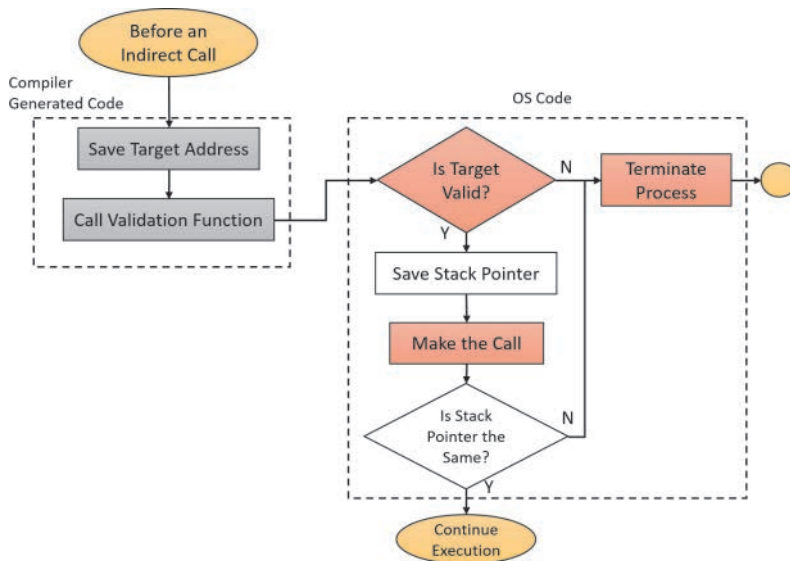 Before an
Indirect Call
Compiler
Generated Code
OS Code
Save Target Address
Call Validation Function
Is Target
Valid?
N
Terminate
Process
Y
Save Stack Pointer
Make the Call
Is Stack
Pointer the
Same?
N
Y
Continue
Execution